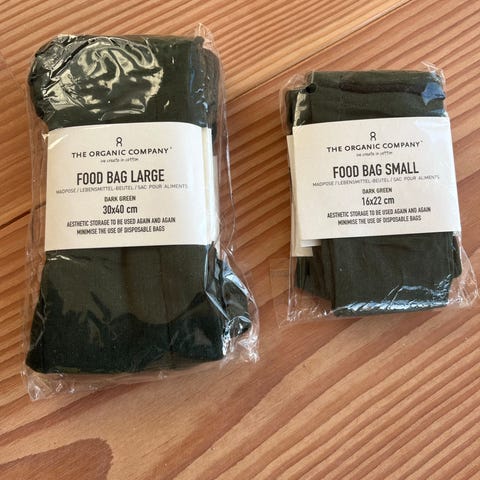 THE ORGANIC COMPANY
we create in cotton
FOOD BAG LARGE
MADPOSE / LEBENSMITTEL-BEUTEL / SAC POUR ALIMENTS
DARK GREEN
30x40 cm
AESTHETIC STORAGE TO BE USED AGAIN AND AGAIN
MINIMISE THE USE OF DISPOSABLE BAGS
THE ORGANIC COMPANY
we create in cotton
FOOD BAG SMALL
MADPOSE / LEBENSMITTEL-BEUTEL / SAC POUR ALIMENTS
DARK GREEN
16x22 cm
AESTHETIC STORAGE TO BE USED AGAIN AND AGAIN
MINIMISE THE USE OF DISPOSABLE BAGS